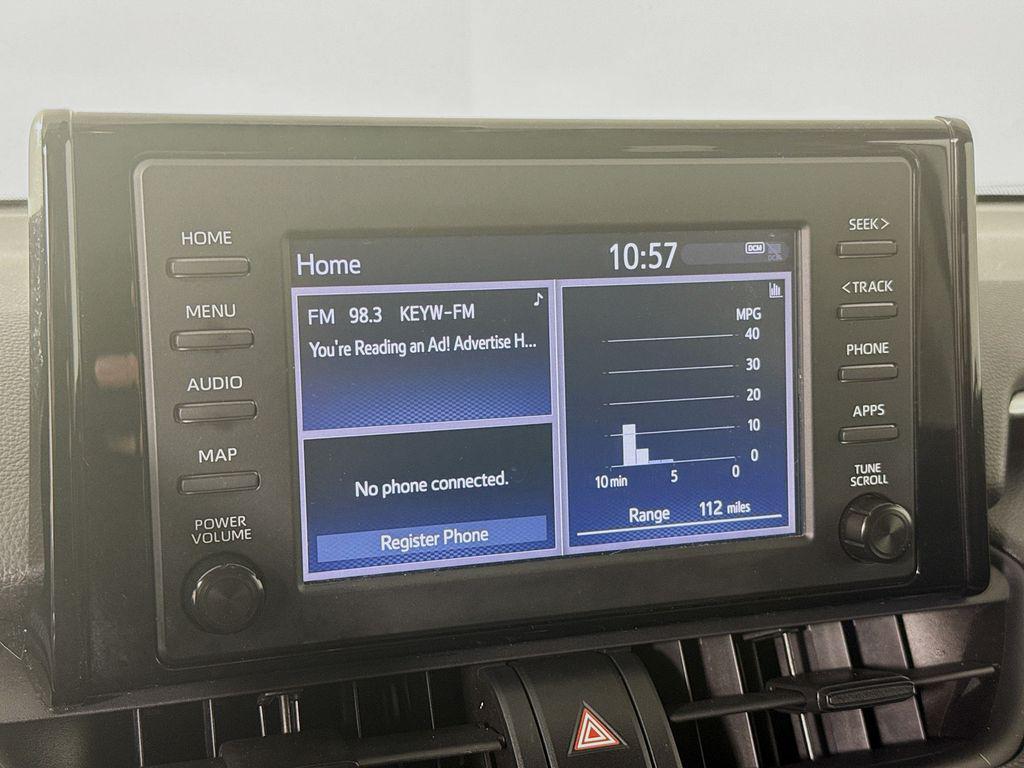 HOME
MENU
AUDIO
MAP
POWER
VOLUME
Home
10:57
DCM
FM 98.3 KEYW-FM
You're Reading an Ad! Advertise H...
No phone connected.
Register Phone
MPG
40
30
20
10
0
10 min 5 0
Range 112 miles
SEEK >
< TRACK
PHONE
APPS
TUNE
SCROLL